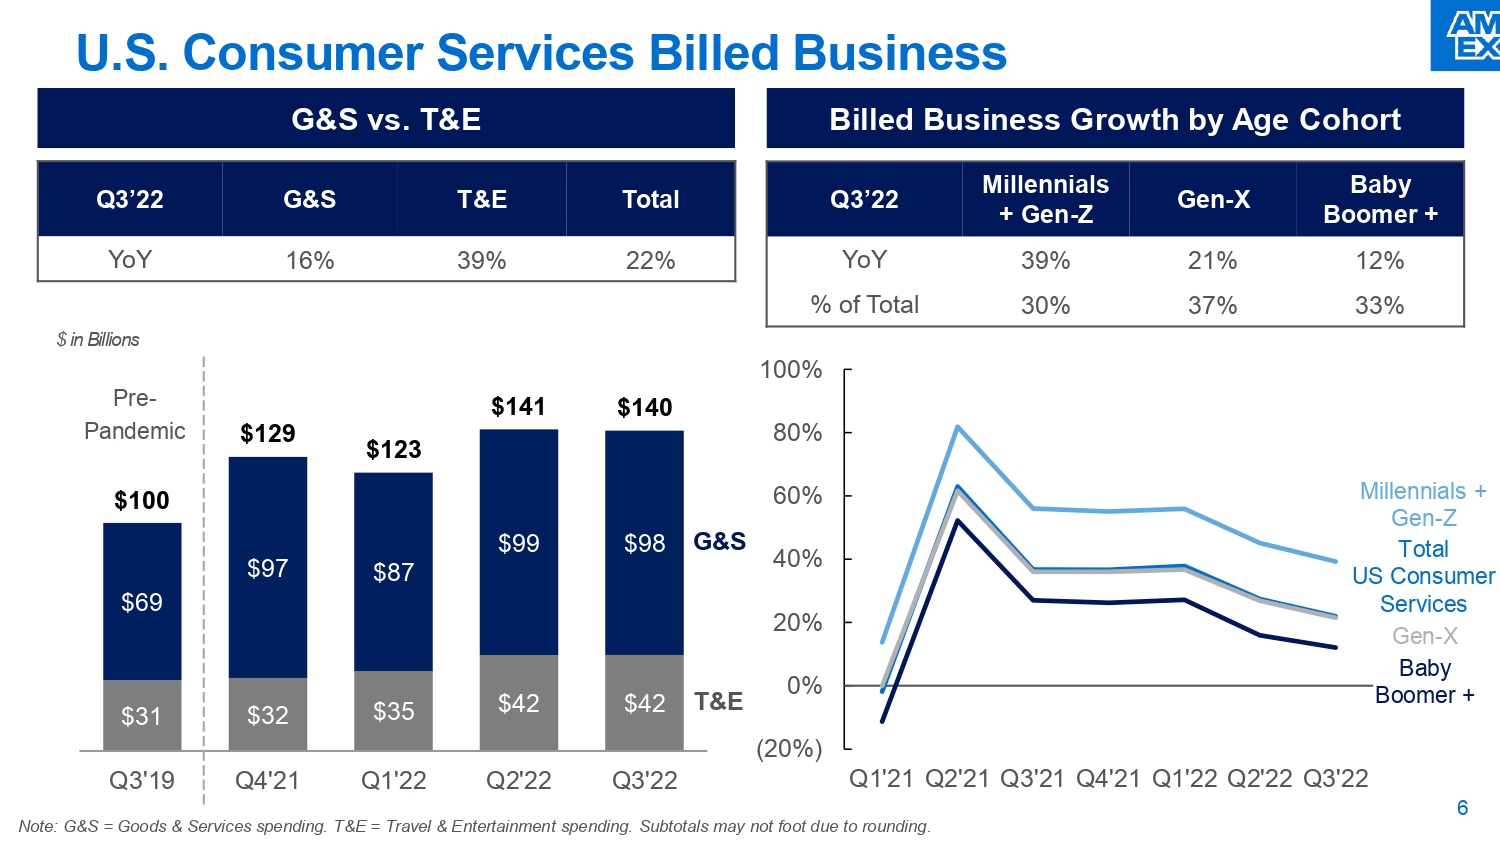 U.S. Consumer Services Billed Business
AM
EX
G&S vs. T&E
Q3’22 G&S T&E Total
YoY 16% 39% 22%
$ in Billions
Pre-
Pandemic
$100
$129
$123
$141
$140
$69
$97
$87
$99
$98
G&S
$31
$32
$35
$42
$42
T&E
Q3'19 Q4'21 Q1'22 Q2'22 Q3'22
Billed Business Growth by Age Cohort
Q3’22 Millennials + Gen-Z Gen-X Baby Boomer +
YoY 39% 21% 12%
% of Total 30% 37% 33%
100%
80%
60%
40%
20%
0%
(20%)
Q1'21 Q2'21 Q3'21 Q4'21 Q1'22 Q2'22 Q3'22
Millennials +
Gen-Z
Total
US Consumer
Services
Gen-X
Baby
Boomer +
6
Note: G&S = Goods & Services spending. T&E = Travel & Entertainment spending. Subtotals may not foot due to rounding.